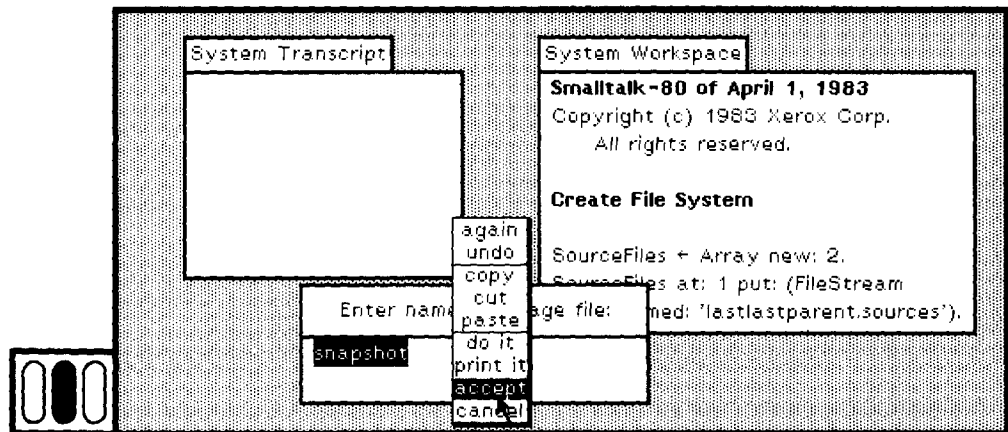 System Transcript
System Workspace
Smalltalk-80 of April 1, 1983
Copyright (c) 1983 Xerox Corp.
All rights reserved.
Create File System
SourceFiles ← Array new: 2.
SourceFiles at: 1 put: (FileStream
med: 'lastlastparent.sources').
Enter name age file:
snapshot
again
undo
copy
cut
paste
do it
print it
accept
cancel